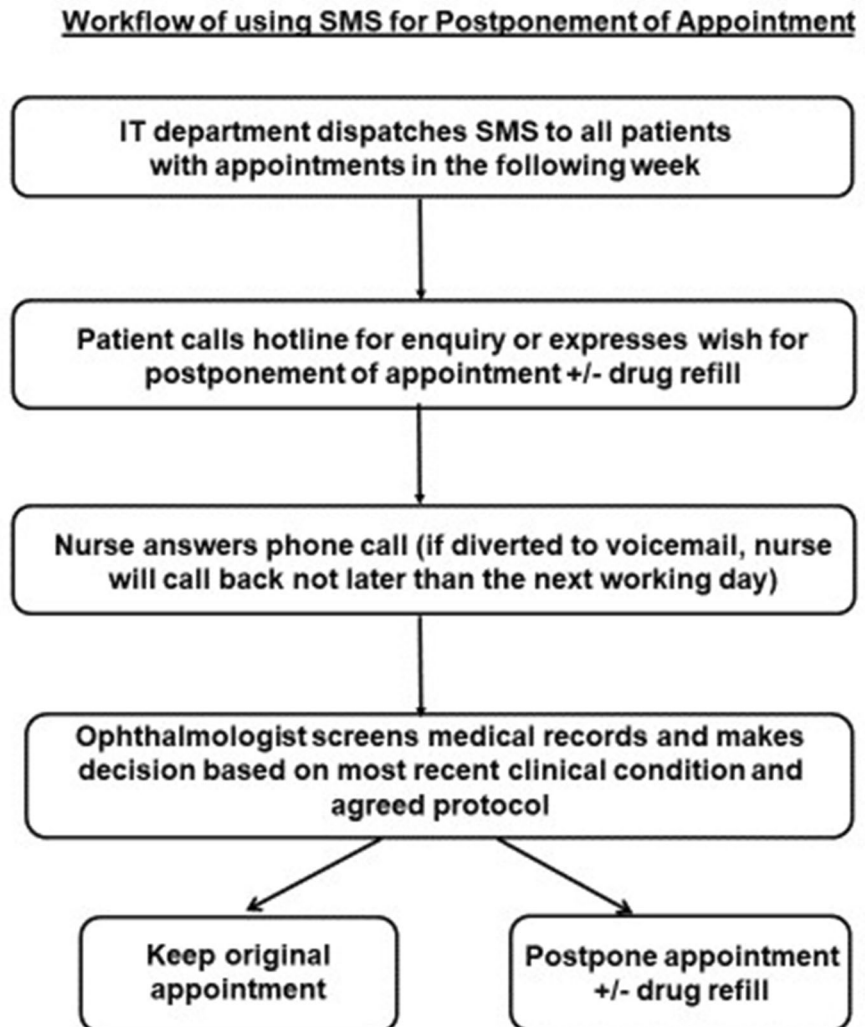 Workflow of using SMS for Postponement of Appointment
IT department dispatches SMS to all patients
with appointments in the following week
Patient calls hotline for enquiry or expresses wish for
postponement of appointment +/- drug refill
Nurse answers phone call (if diverted to voicemail, nurse
will call back not later than the next working day)
Ophthalmologist screens medical records and makes
decision based on most recent clinical condition and
agreed protocol
Keep original
appointment
Postpone appointment
+/- drug refill